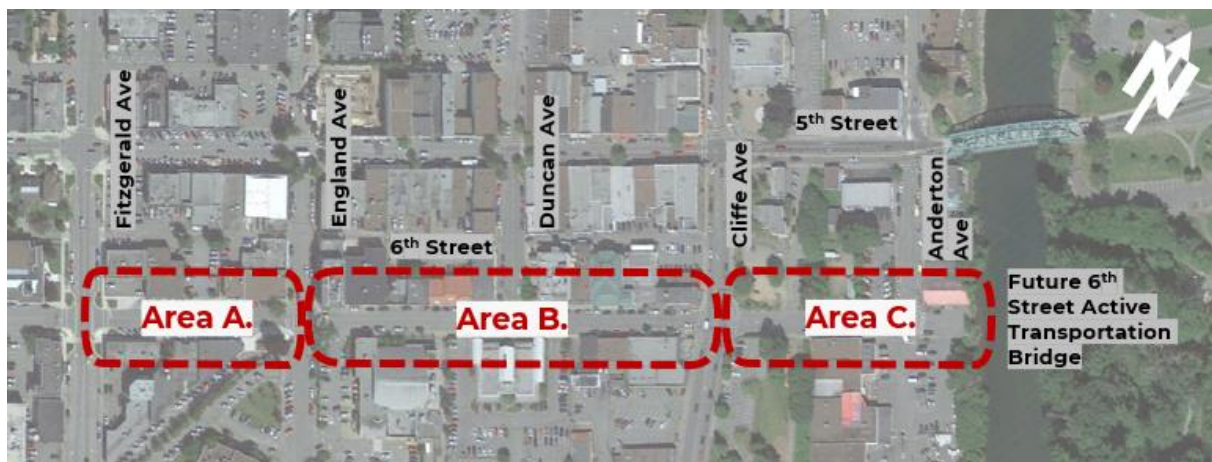 Fitzgerald Ave
England Ave
Duncan Ave
Cliffe Ave
5th Street
Anderton
Ave
6th Street
Area A.
Area B.
Area C.
Future 6th
Street Active
Transportation
Bridge
N